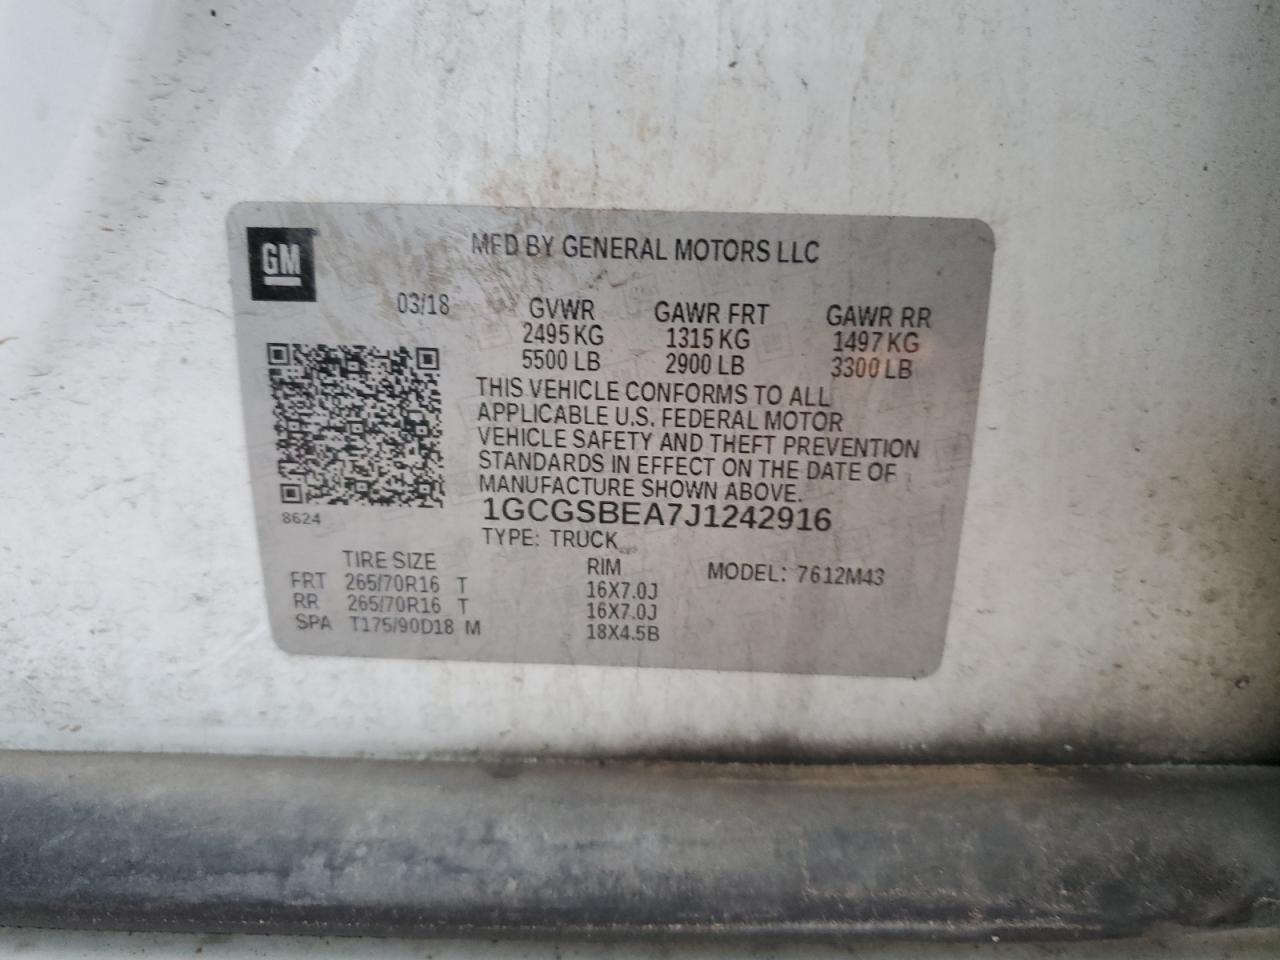 GM
MFD BY GENERAL MOTORS LLC
03/18 GVWR GAWR FRT GAWR RR
2495 KG 1315 KG 1497 KG
5500 LB 2900 LB 3300 LB
THIS VEHICLE CONFORMS TO ALL
APPLICABLE U.S. FEDERAL MOTOR
VEHICLE SAFETY AND THEFT PREVENTION
STANDARDS IN EFFECT ON THE DATE OF
MANUFACTURE SHOWN ABOVE.
1GCGSBEA7J1242916
8624
TYPE: TRUCK
TIRE SIZE RIM MODEL: 7612M43
FRT 265/70R16 T 16X7.0J
RR 265/70R16 T 16X7.0J
SPA T175/90D18 M 18X4.5B